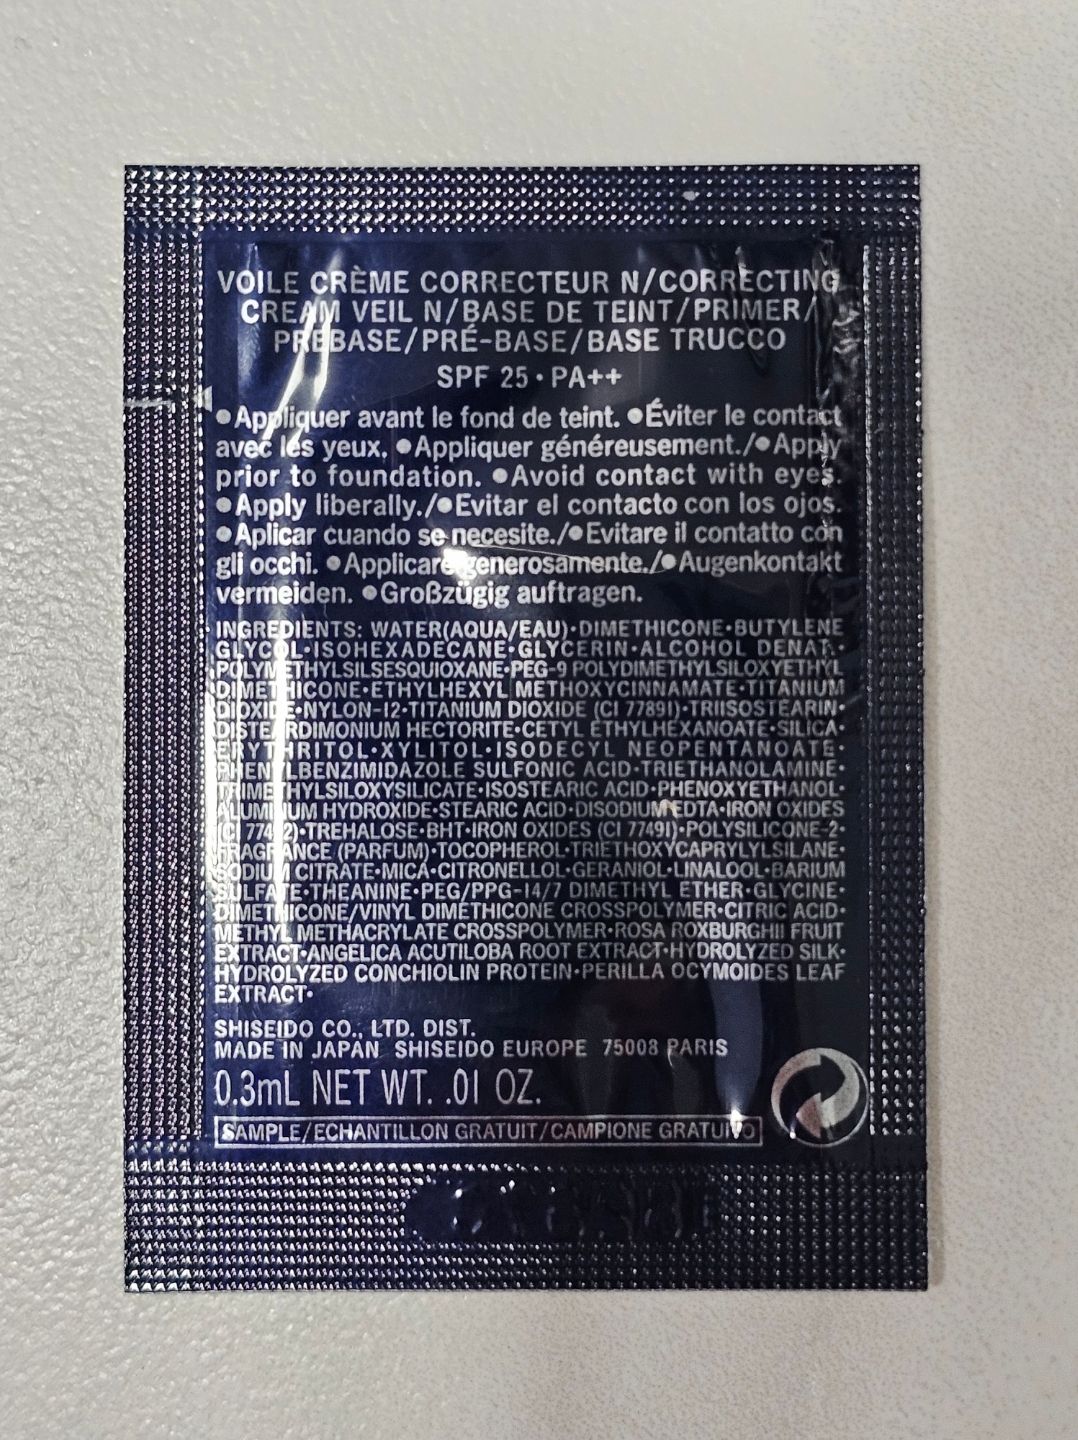 VOILE CRÈME CORRECTEUR N/CORRECTING
CREAM VEIL N/BASE DE TEINT/PRIMER/
PREBASE/PRÉ-BASE/BASE TRUCCO
SPF 25·PA++
●Appliquer avant le fond de teint. ●Éviter le contact
avec les yeux. ●Appliquer généreusement./●Apply
prior to foundation. ●Avoid contact with eyes.
●Apply liberally./●Evitar el contacto con los ojos.
●Aplicar cuando se necesite./●Evitare il contatto con
gli occhi. ●Applicare generosamente./●Augenkontakt
vermeiden. ●Großzügig auftragen.
INGREDIENTS: WATER(AQUA/EAU)·DIMETHICONE·BUTYLENE
GLYCOL·ISOHEXADECANE·GLYCERIN·ALCOHOL DENAT.·
POLYMETHYLSILSESQUIOXANE·PEG-9 POLYDIMETHYLSILOXYETHYL
DIMETHICONE·ETHYLHEXYL METHOXYCINNAMATE·TITANIUM
DIOXIDE·NYLON-12·TITANIUM DIOXIDE (CI 77891)·TRIISOSTEARIN·
DISTEARDIMONIUM HECTORITE·CETYL ETHYLHEXANOATE·SILICA·
ERYTHRITOL·XYLITOL·ISODECYL NEOPENTANOATE·
PHENYLBENZIMIDAZOLE SULFONIC ACID·TRIETHANOLAMINE·
TRIMETHYLSILOXYSILICATE·ISOSTEARIC ACID·PHENOXYETHANOL·
ALUMINUM HYDROXIDE·STEARIC ACID·DISODIUM EDTA·IRON OXIDES
(CI 77492)·TREHALOSE·BHT·IRON OXIDES (CI 77491)·POLYSILICONE-2·
FRAGRANCE (PARFUM)·TOCOPHEROL·TRIETHOXYCAPRYLYLSILANE·
SODIUM CITRATE·MICA·CITRONELLOL·GERANIOL·LINALOOL·BARIUM
SULFATE·THEANINE·PEG/PPG-14/7 DIMETHYL ETHER·GLYCINE·
DIMETHICONE/VINYL DIMETHICONE CROSSPOLYMER·CITRIC ACID·
METHYL METHACRYLATE CROSSPOLYMER·ROSA ROXBURGHII FRUIT
EXTRACT·ANGELICA ACUTILOBA ROOT EXTRACT·HYDROLYZED SILK·
HYDROLYZED CONCHIOLIN PROTEIN·PERILLA OCYMOIDES LEAF
EXTRACT·
SHISEIDO CO., LTD. DIST.
MADE IN JAPAN SHISEIDO EUROPE 75008 PARIS
0.3mL NET WT. .01 OZ.
SAMPLE/ECHANTILLON GRATUIT/CAMPIONE GRATUITO